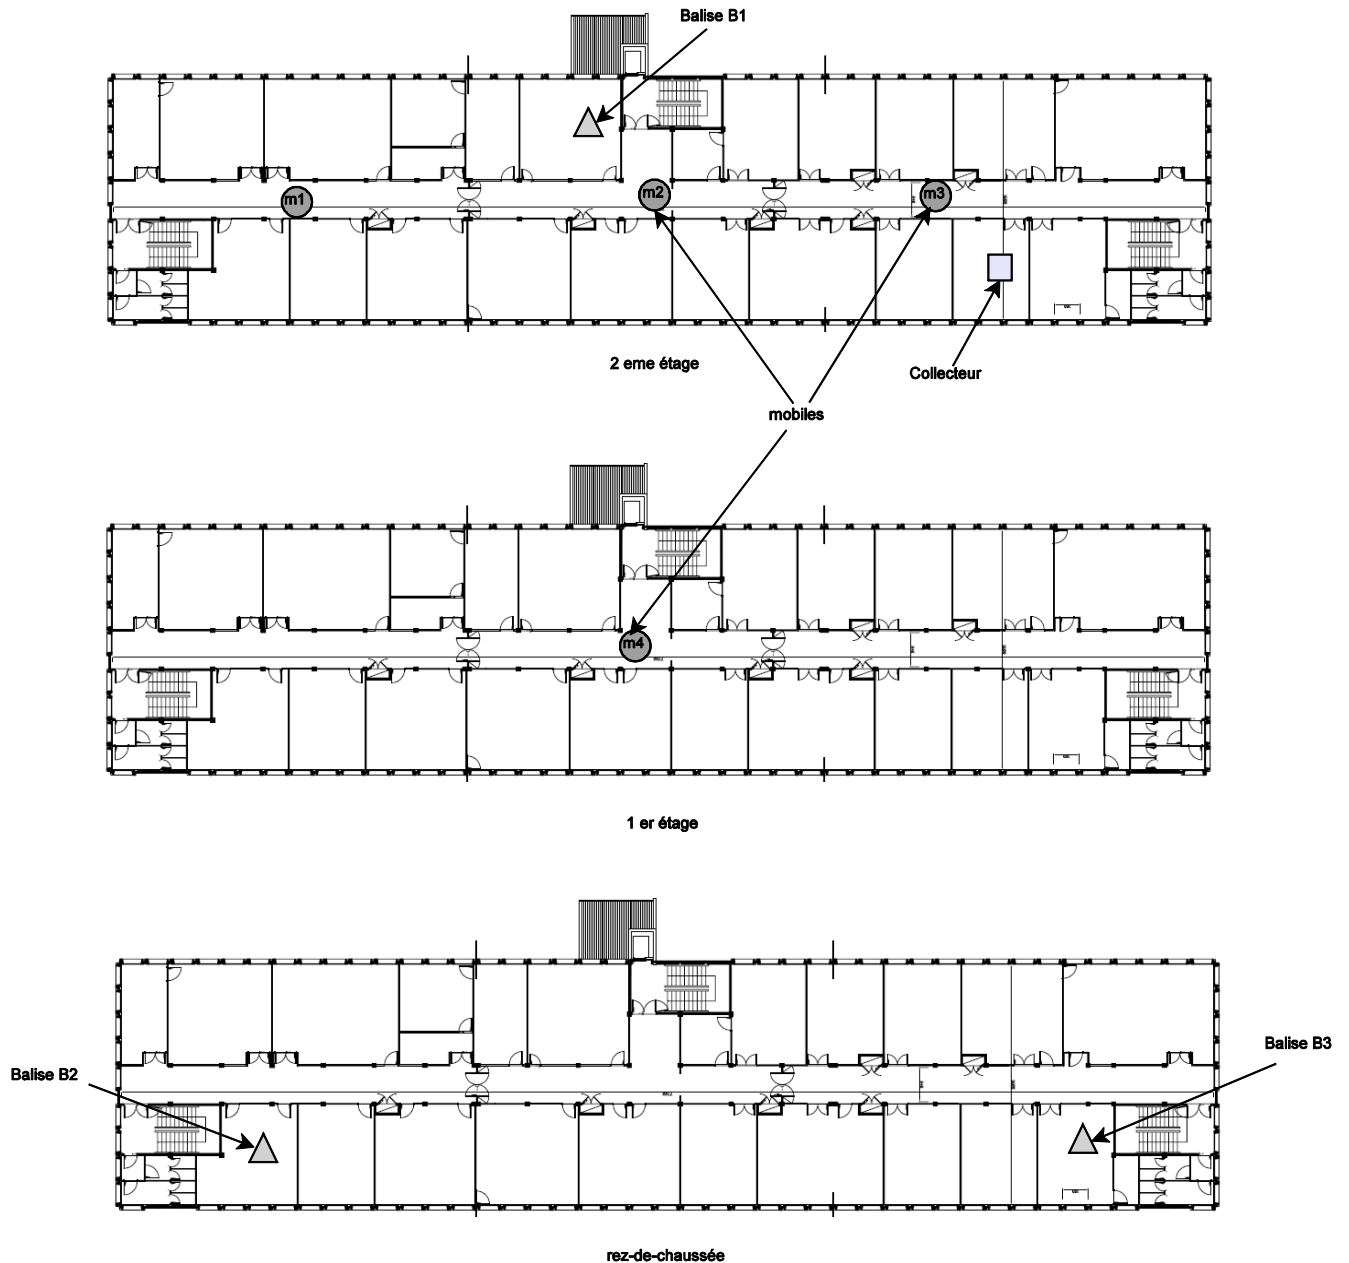 Balise B1
m1
m2
m3
2 eme étage
Collecteur
mobiles
m4
1 er étage
Balise B2
Balise B3
rez-de-chaussée